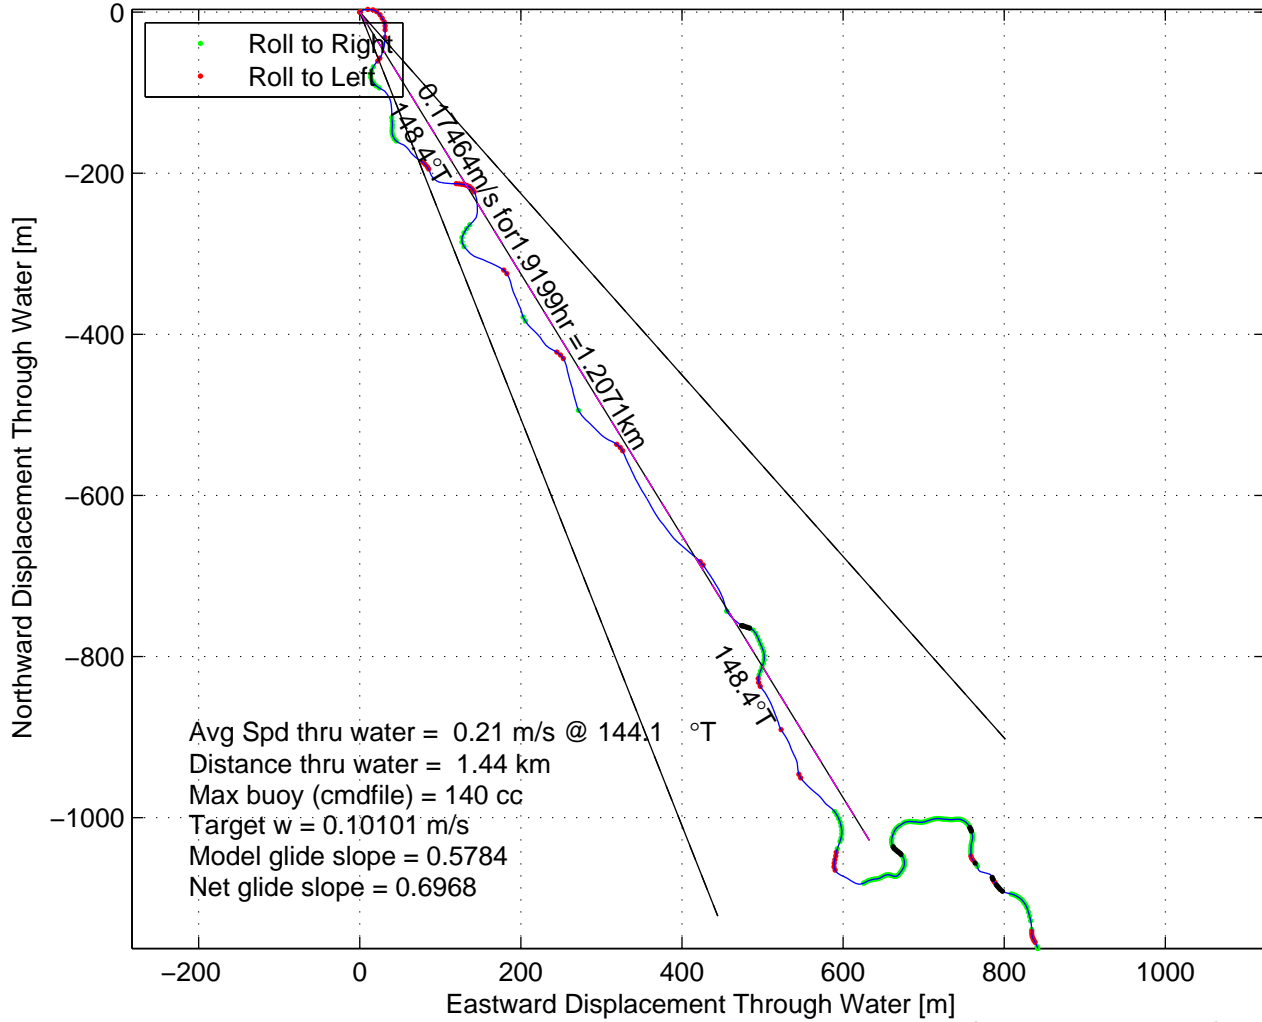 0
−200
−400
−600
−800
−1000
Northward Displacement Through Water [m]
Roll to Right
Roll to Left
0.17464m/s for1.9199hr =1.2071km
148.4°T
148.4°T
Avg Spd thru water =  0.21 m/s @ 144.1   °T
Distance thru water =  1.44 km
Max buoy (cmdfile) = 140 cc
Target w = 0.10101 m/s
Model glide slope = 0.5784
Net glide slope = 0.6968
−200 0 200 400 600 800 1000
Eastward Displacement Through Water [m]